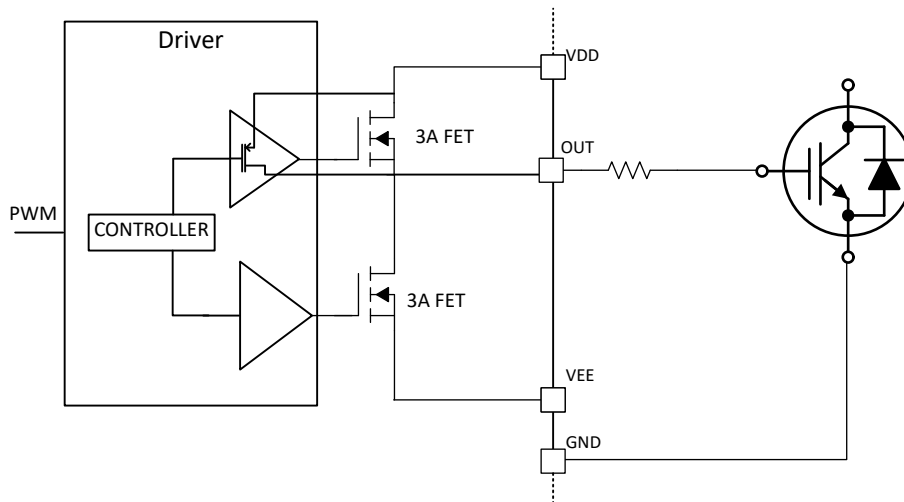 Driver
VDD
3A FET
OUT
PWM
CONTROLLER
3A FET
VEE
GND